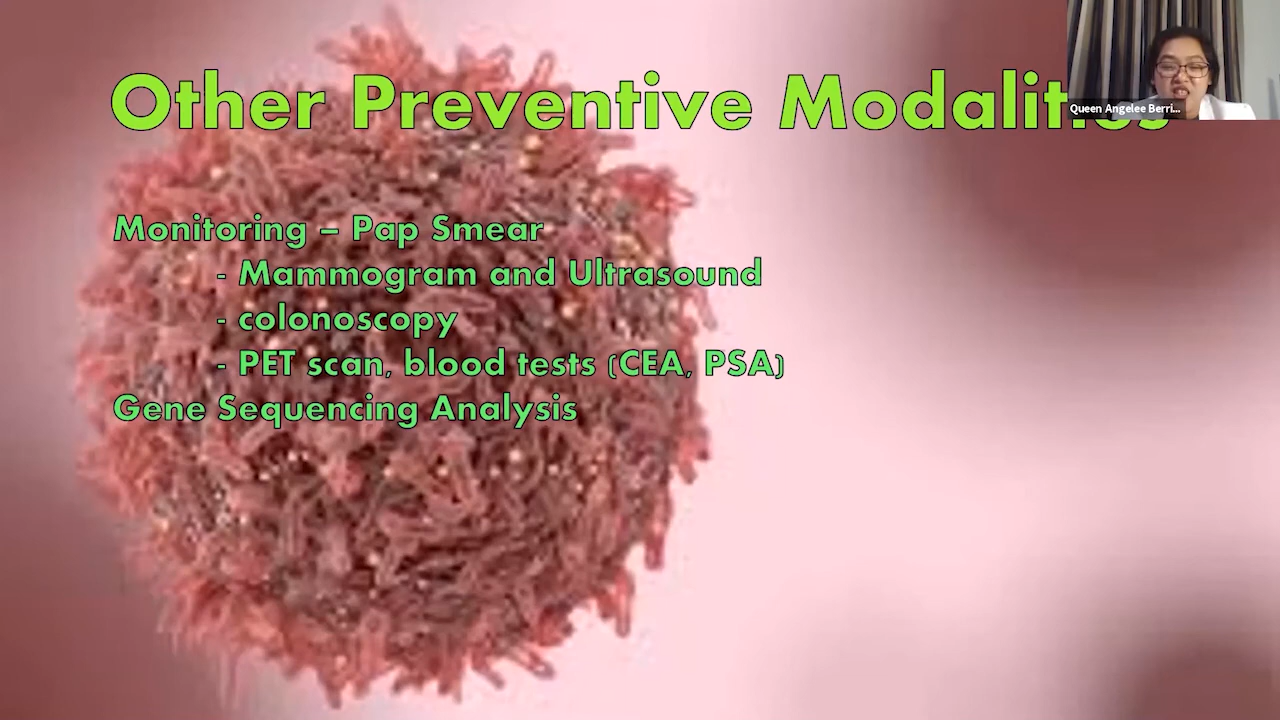 Other Preventive Modalities
Queen Angelee Berri...
Monitoring – Pap Smear
- Mammogram and Ultrasound
- colonoscopy
- PET scan, blood tests (CEA, PSA)
Gene Sequencing Analysis